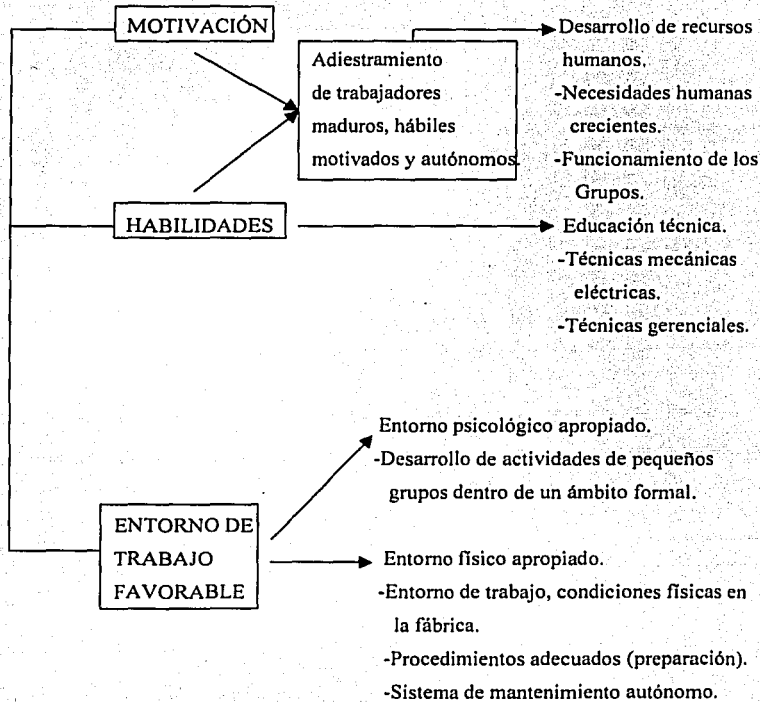 MOTIVACIÓN
Adiestramiento
de trabajadores
maduros, hábiles
motivados y autónomos.
Desarrollo de recursos
humanos.
-Necesidades humanas
crecientes.
-Funcionamiento de los
Grupos.
HABILIDADES
Educación técnica.
-Técnicas mecánicas
eléctricas.
-Técnicas gerenciales.
Entorno psicológico apropiado.
-Desarrollo de actividades de pequeños
grupos dentro de un ámbito formal.
ENTORNO DE
TRABAJO
FAVORABLE
Entorno físico apropiado.
-Entorno de trabajo, condiciones físicas en
la fábrica.
-Procedimientos adecuados (preparación).
-Sistema de mantenimiento autónomo.